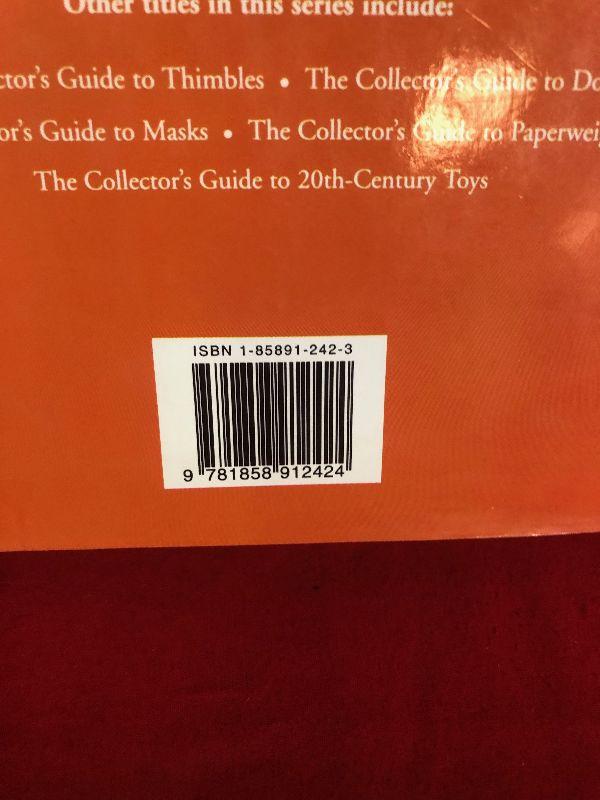 Other titles in this series include:
ctor's Guide to Thimbles • The Collector's Guide to Do
or's Guide to Masks • The Collector's Guide to Paperwei
The Collector's Guide to 20th-Century Toys
ISBN 1-85891-242-3
9 781858 912424